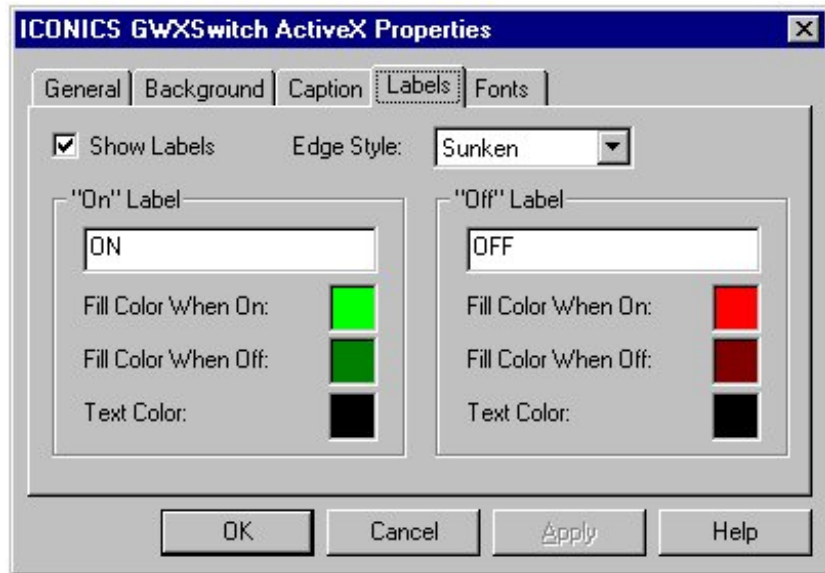 ICONICS GWXSwitch ActiveX Properties
General Background Caption Labels Fonts
Show Labels Edge Style: Sunken
"On" Label "Off" Label
ON OFF
Fill Color When On: Fill Color When On:
Fill Color When Off: Fill Color When Off:
Text Color: Text Color:
OK Cancel Apply Help